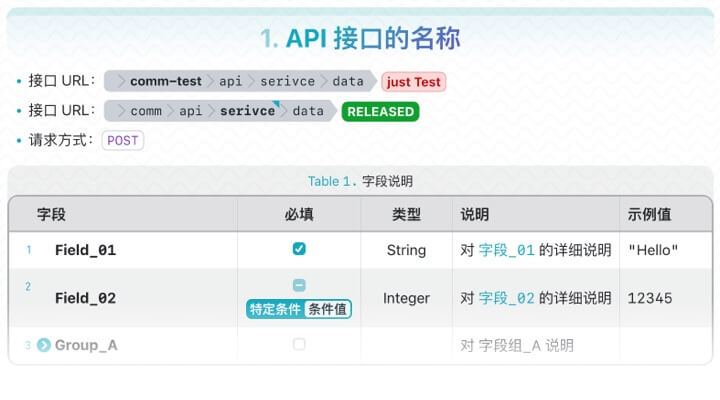 1. API 接口的名称
• 接口 URL： comm-test api serivce data just Test
• 接口 URL： comm api serivce data RELEASED
• 请求方式： POST
Table 1. 字段说明
字段 必填 类型 说明 示例值
1 Field_01 String 对 字段_01 的详细说明 "Hello"
2 Field_02 Integer 对 字段_02 的详细说明 12345
特定条件 条件值
3 Group_A 对 字段组_A 说明